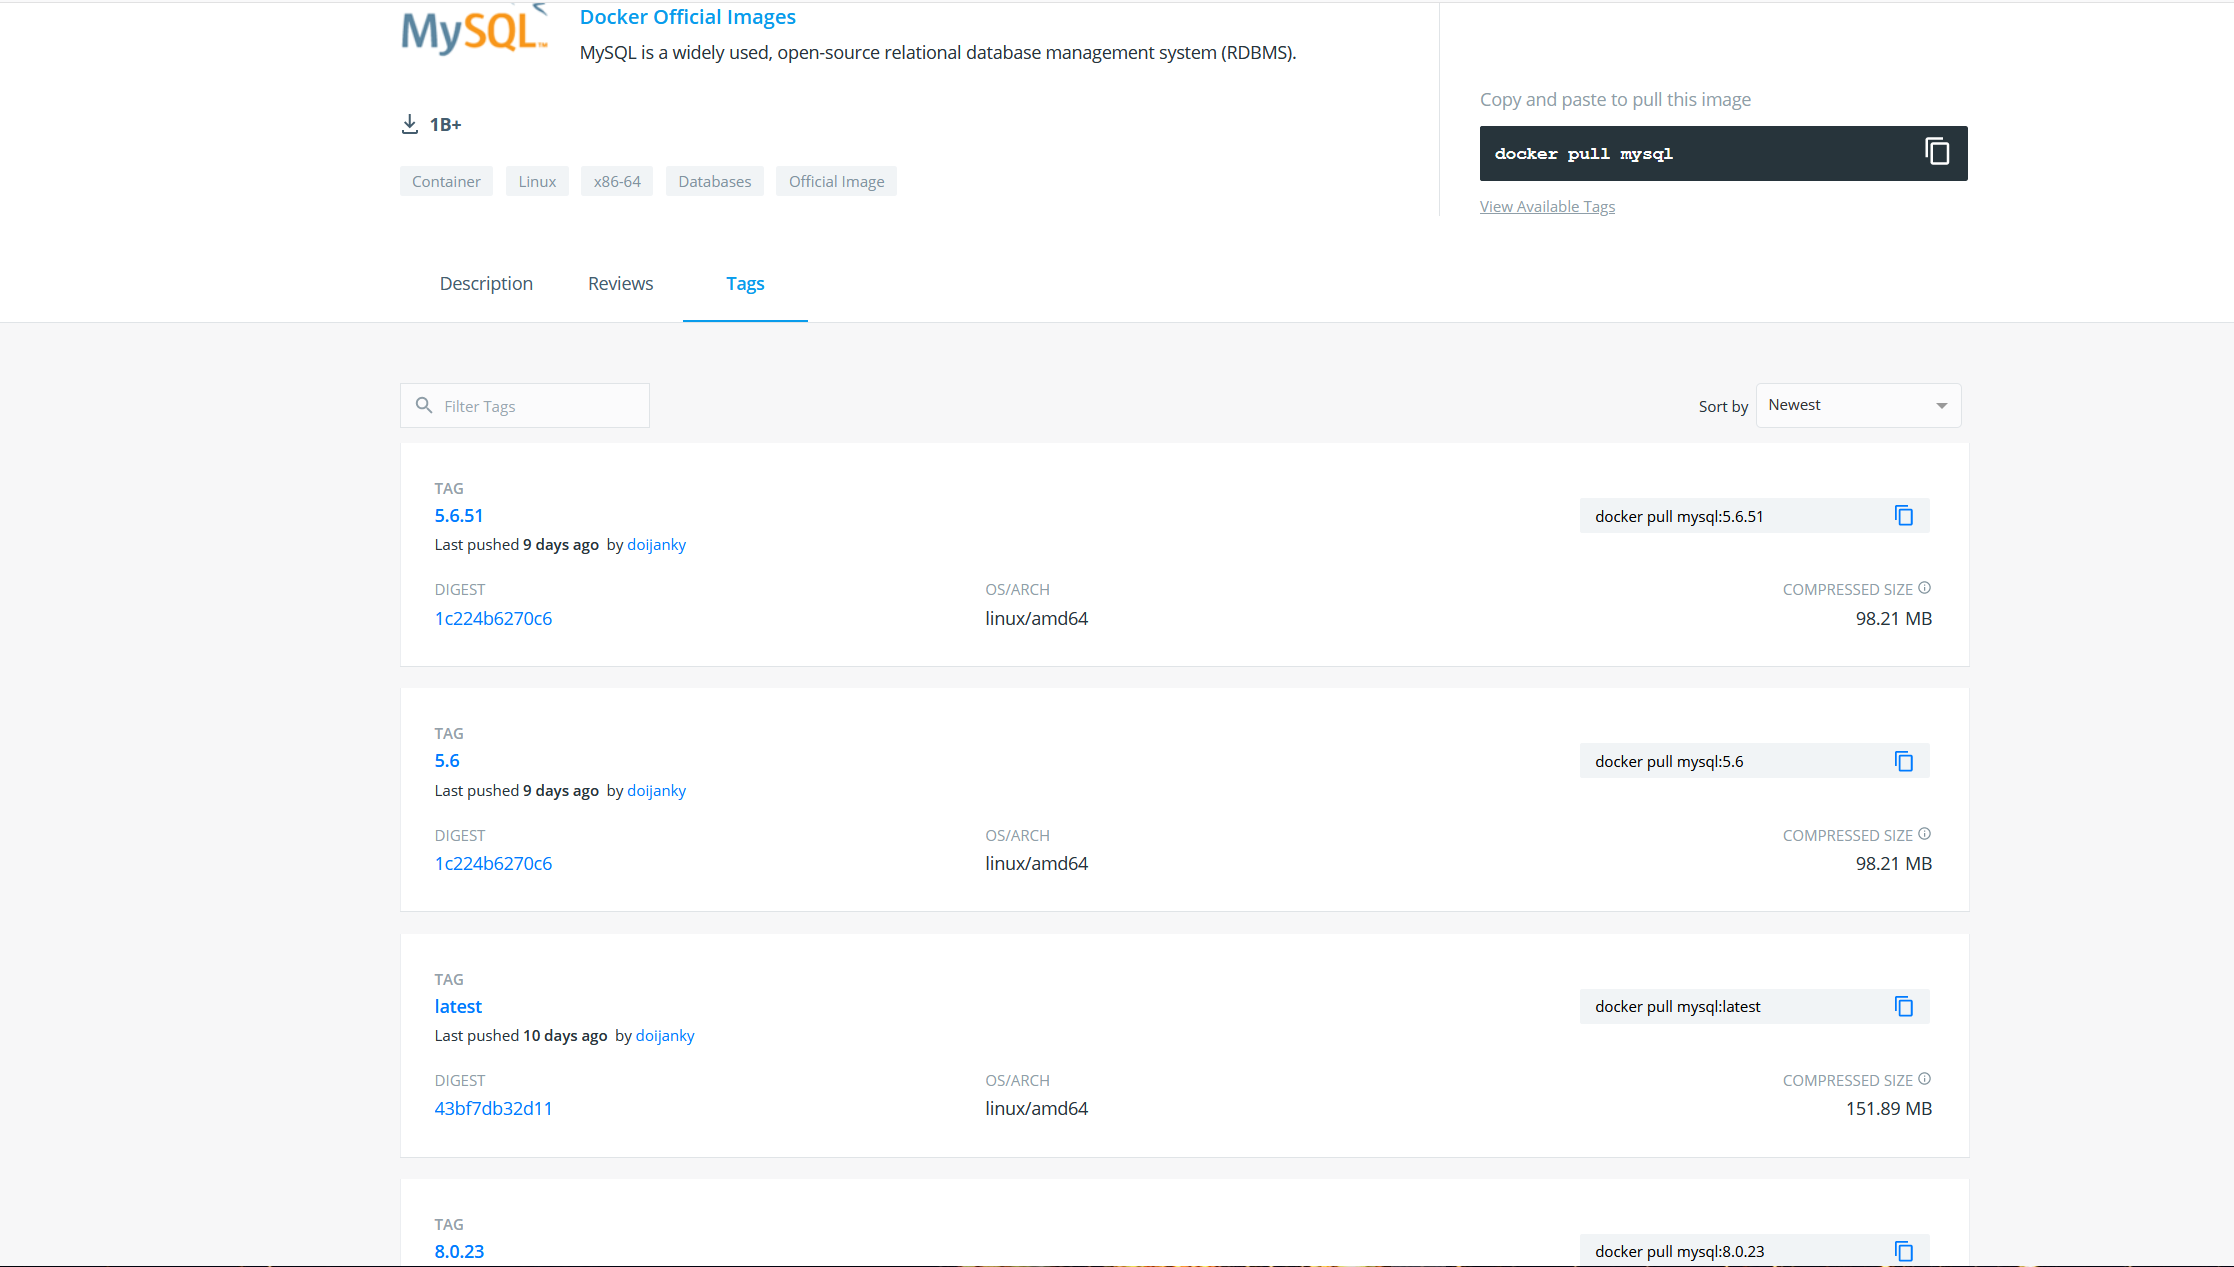 MySQL™
Docker Official Images
MySQL is a widely used, open-source relational database management system (RDBMS).
1B+
Container Linux x86-64 Databases Official Image
Copy and paste to pull this image
docker pull mysql
View Available Tags
Description Reviews Tags
Filter Tags
Sort by Newest
TAG
5.6.51
docker pull mysql:5.6.51
Last pushed 9 days ago by doijanky
DIGEST OS/ARCH COMPRESSED SIZE
1c224b6270c6 linux/amd64 98.21 MB
TAG
5.6
docker pull mysql:5.6
Last pushed 9 days ago by doijanky
DIGEST OS/ARCH COMPRESSED SIZE
1c224b6270c6 linux/amd64 98.21 MB
TAG
latest
docker pull mysql:latest
Last pushed 10 days ago by doijanky
DIGEST OS/ARCH COMPRESSED SIZE
43bf7db32d11 linux/amd64 151.89 MB
TAG
8.0.23
docker pull mysql:8.0.23